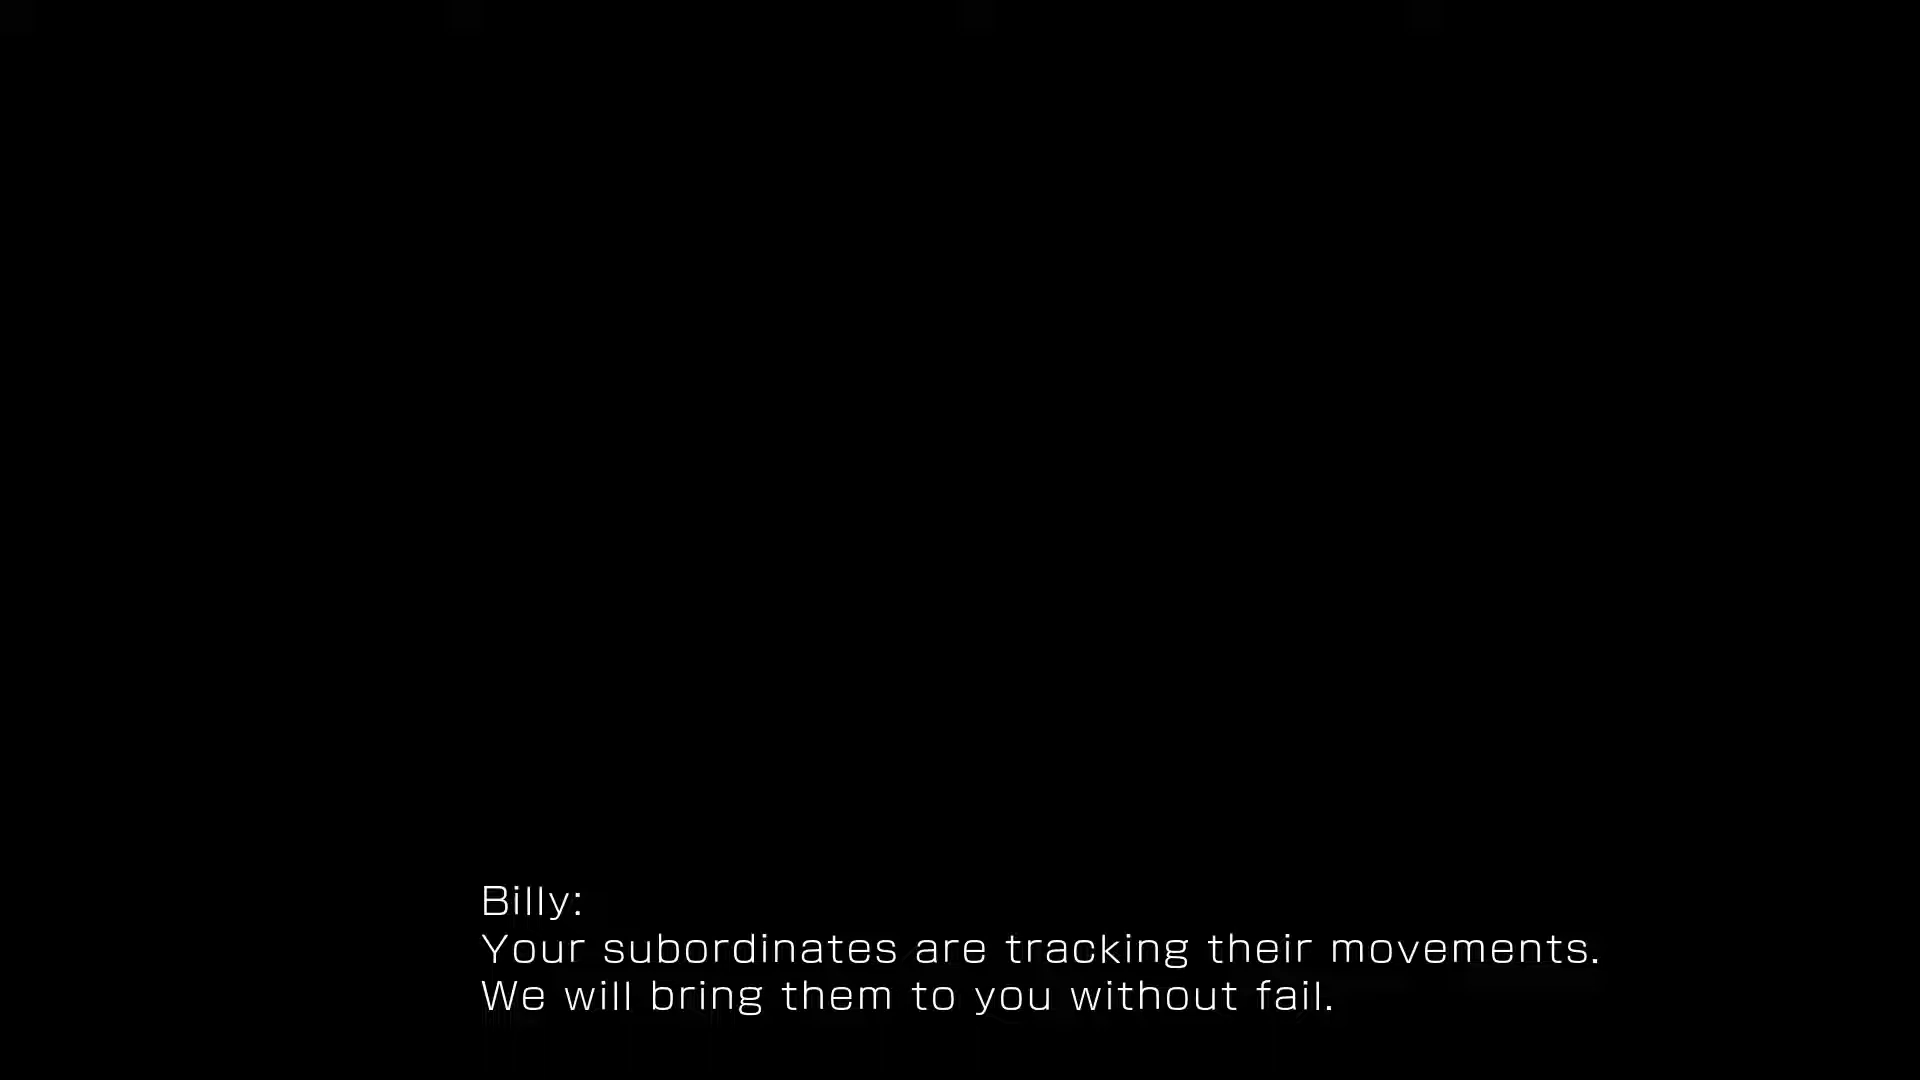 Billy:
Your subordinates are tracking their movements.
We will bring them to you without fail.